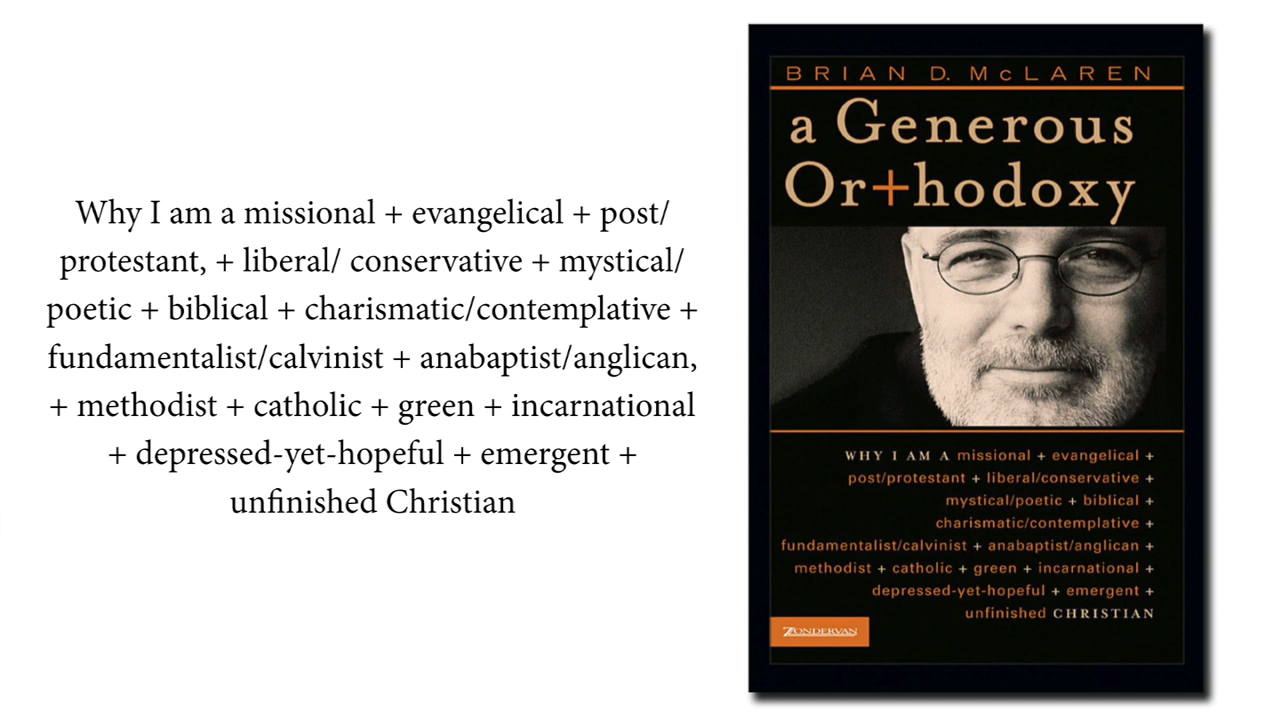 Why I am a missional + evangelical + post/
protestant, + liberal/ conservative + mystical/
poetic + biblical + charismatic/contemplative +
fundamentalist/calvinist + anabaptist/anglican,
+ methodist + catholic + green + incarnational
+ depressed-yet-hopeful + emergent +
unfinished Christian
BRIAN D. McLAREN
a Generous
Or+hodoxy
WHY I AM A missional + evangelical +
post/protestant + liberal/conservative +
mystical/poetic + biblical +
charismatic/contemplative +
fundamentalist/calvinist + anabaptist/anglican +
methodist + catholic + green + incarnational +
depressed-yet-hopeful + emergent +
unfinished CHRISTIAN
ZONDERVAN